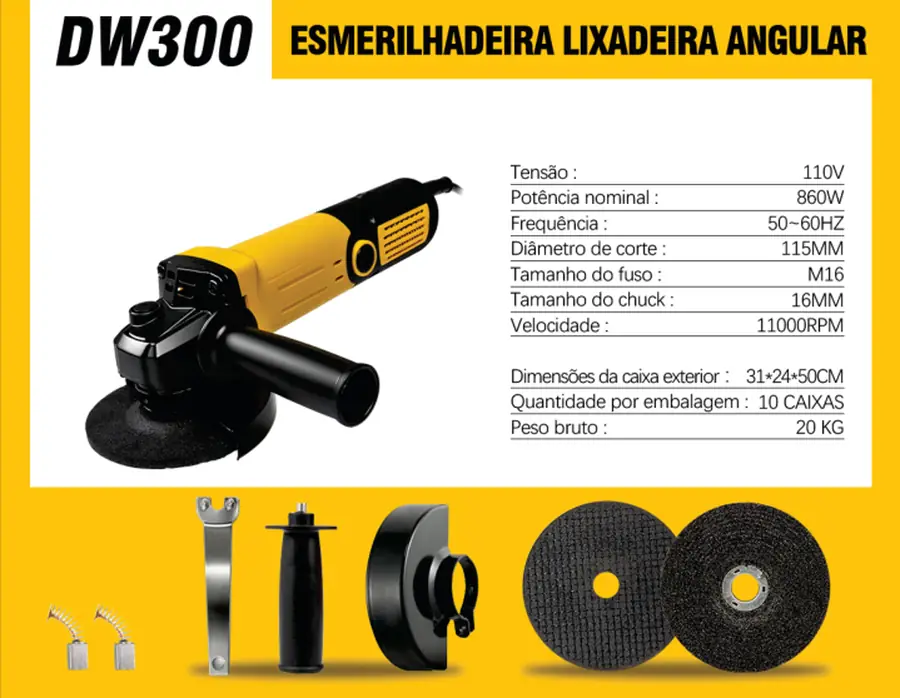 DW300
ESMERILHADEIRA LIXADEIRA ANGULAR
Tensão : 110V
Potência nominal : 860W
Frequência : 50~60HZ
Diâmetro de corte : 115MM
Tamanho do fuso : M16
Tamanho do chuck : 16MM
Velocidade : 11000RPM
Dimensões da caixa exterior : 31*24*50CM
Quantidade por embalagem : 10 CAIXAS
Peso bruto : 20 KG